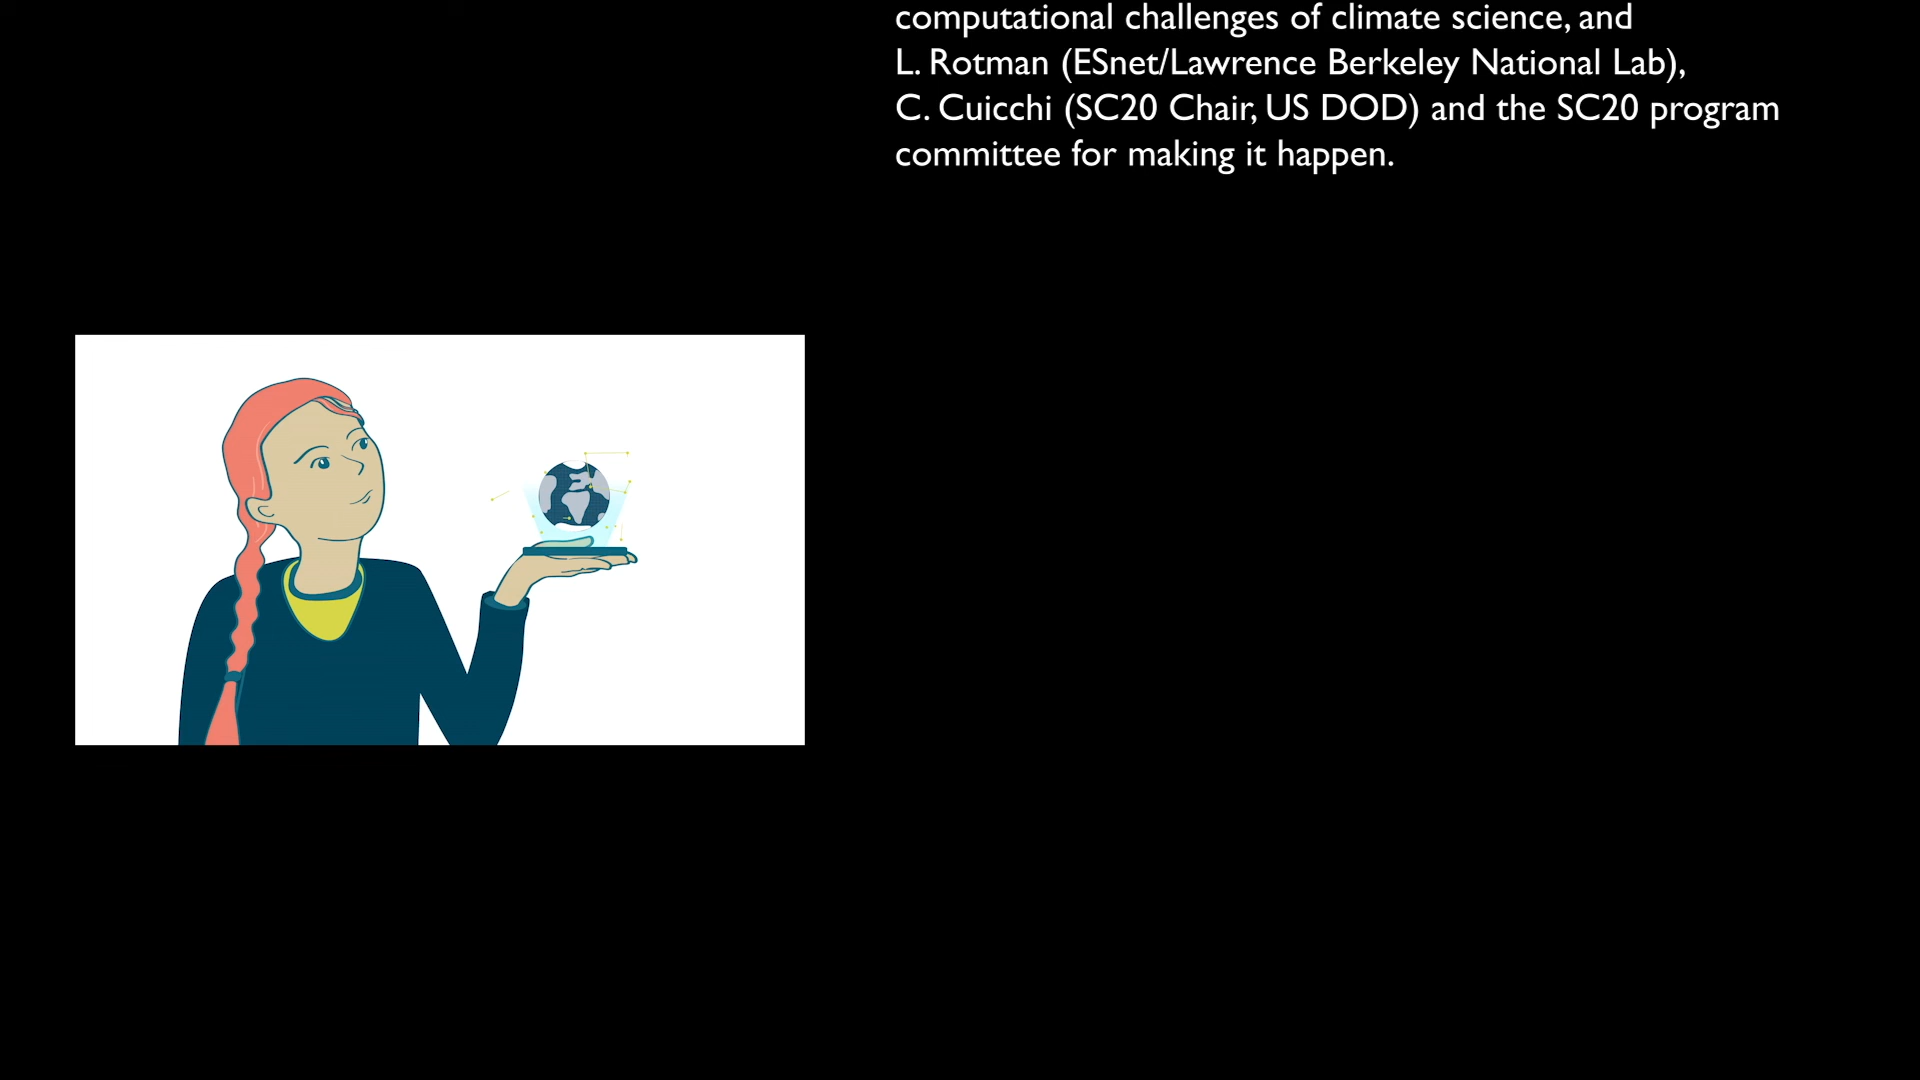 computational challenges of climate science, and
L. Rotman (ESnet/Lawrence Berkeley National Lab),
C. Cuicchi (SC20 Chair, US DOD) and the SC20 program
committee for making it happen.